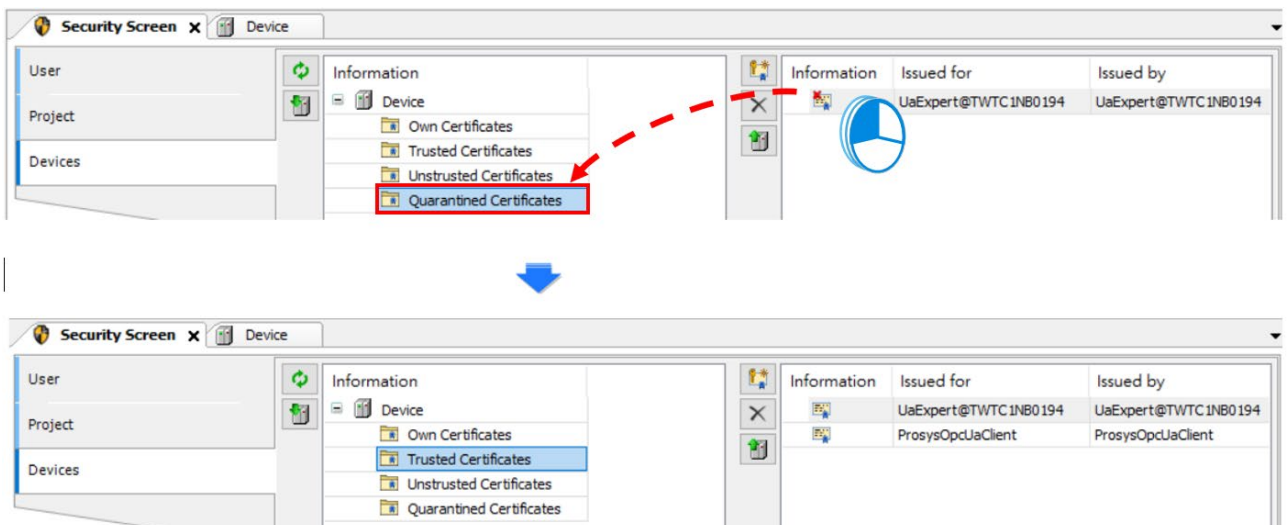 Security Screen X Device
User
Project
Devices
Information
Device
Own Certificates
Trusted Certificates
Unstrusted Certificates
Quarantined Certificates
Information Issued for Issued by
UaExpert@TWTC1NB0194 UaExpert@TWTC1NB0194
Security Screen X Device
User
Project
Devices
Information
Device
Own Certificates
Trusted Certificates
Unstrusted Certificates
Quarantined Certificates
Information Issued for Issued by
UaExpert@TWTC1NB0194 UaExpert@TWTC1NB0194
ProsysOpcUaClient ProsysOpcUaClient